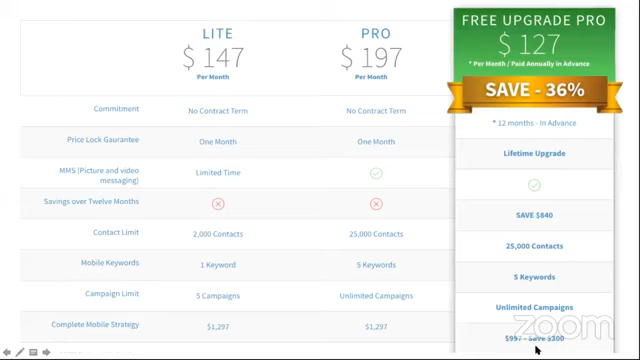 LITE
$ 147
Per Month
PRO
$ 197
Per Month
FREE UPGRADE PRO
$ 127
* Per Month / Paid Annually in Advance
SAVE - 36%
Commitment No Contract Term No Contract Term * 12 months - In Advance
Price Lock Gaurantee One Month One Month Lifetime Upgrade
MMS (Picture and video messaging) Limited Time
Savings over Twelve Months SAVE $840
Contact Limit 2,000 Contacts 25,000 Contacts 25,000 Contacts
Mobile Keywords 1 Keyword 5 Keywords 5 Keywords
Campaign Limit 5 Campaigns Unlimited Campaigns Unlimited Campaigns
Complete Mobile Strategy $1,297 $1,297 $997 - Save $300
zoom